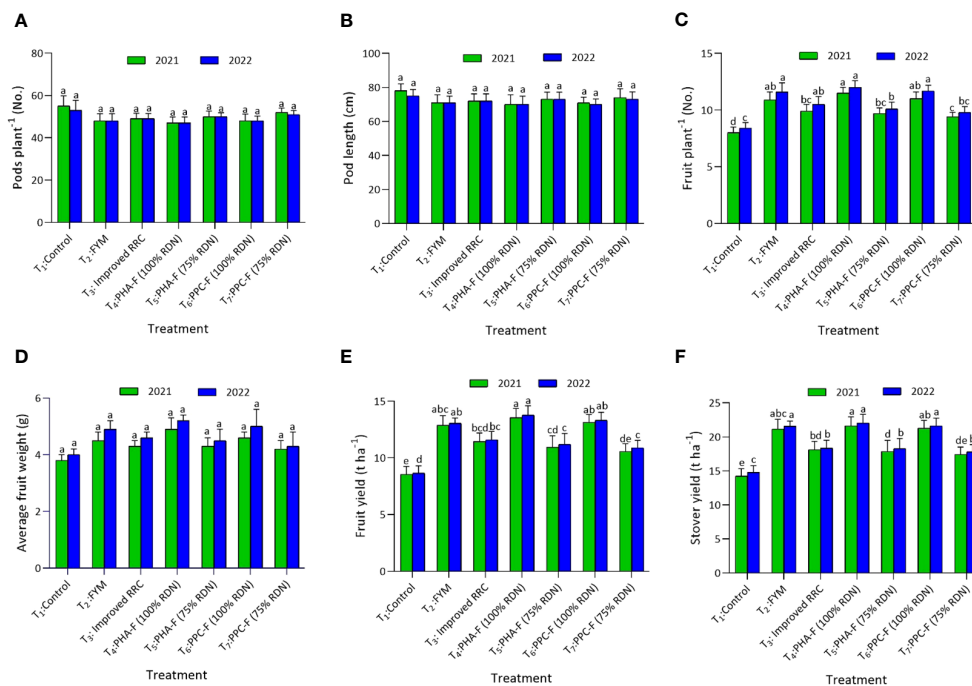 A
2021 2022
Pods plant⁻¹ (No.)
80
60
40
20
0
a a a a a a a a a a a a a a
T₁:Control
T₂:FYM
T₃: Improved RRC
T₄:PHA-F (100% RDN)
T₅:PHA-F (75% RDN)
T₆:PPC-F (100% RDN)
T₇:PPC-F (75% RDN)
Treatment
B
2021 2022
Pod length (cm)
100
80
60
40
20
0
a a a a a a a a a a a a a a
T₁:Control
T₂:FYM
T₃: Improved RRC
T₄:PHA-F (100% RDN)
T₅:PHA-F (75% RDN)
T₆:PPC-F (100% RDN)
T₇:PPC-F (75% RDN)
Treatment
C
2021 2022
Fruit plant⁻¹ (No.)
15
10
5
0
d c ab a bc ab a a bc b ab a c bc
T₁:Control
T₂:FYM
T₃: Improved RRC
T₄:PHA-F (100% RDN)
T₅:PHA-F (75% RDN)
T₆:PPC-F (100% RDN)
T₇:PPC-F (75% RDN)
Treatment
D
2021 2022
Average fruit weight (g)
6
4
2
0
a a a a a a a a a a a a a a
T₁:Control
T₂:FYM
T₃: Improved RRC
T₄:PHA-F (100% RDN)
T₅:PHA-F (75% RDN)
T₆:PPC-F (100% RDN)
T₇:PPC-F (75% RDN)
Treatment
E
2021 2022
Fruit yield (t ha⁻¹)
15
10
5
0
e d abc ab bcd bc a a cd bc ab ab de c
T₁:Control
T₂:FYM
T₃: Improved RRC
T₄:PHA-F (100% RDN)
T₅:PHA-F (75% RDN)
T₆:PPC-F (100% RDN)
T₇:PPC-F (75% RDN)
Treatment
F
2021 2022
Stover yield (t ha⁻¹)
25
20
15
10
5
0
e c abc a bd b a a d b ab a de b
T₁:Control
T₂:FYM
T₃: Improved RRC
T₄:PHA-F (100% RDN)
T₅:PHA-F (75% RDN)
T₆:PPC-F (100% RDN)
T₇:PPC-F (75% RDN)
Treatment